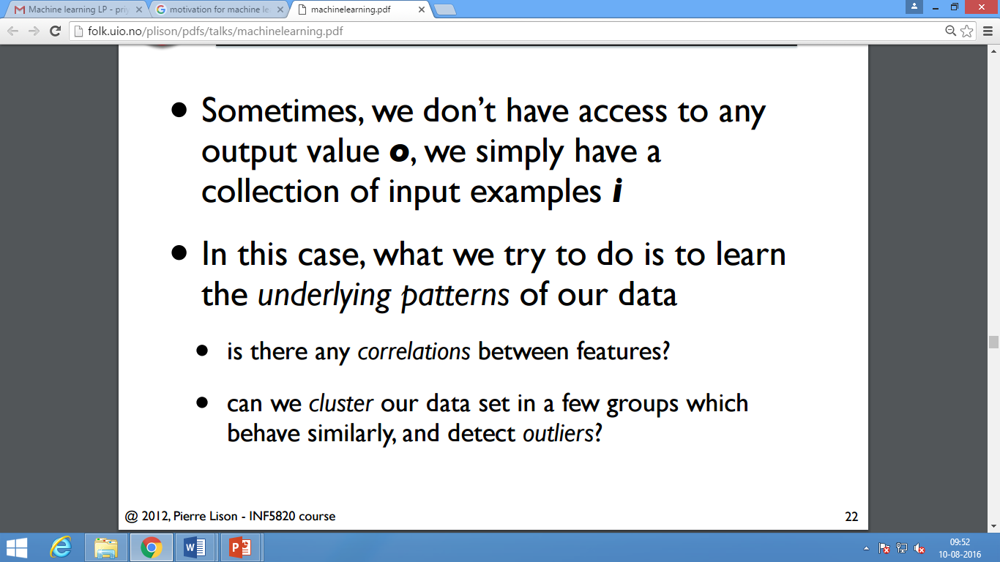 Machine learning LP - pri
motivation for machine le
machinelearning.pdf
folk.uio.no/plison/pdfs/talks/machinelearning.pdf
• Sometimes, we don't have access to any
output value o, we simply have a
collection of input examples i
• In this case, what we try to do is to learn
the underlying patterns of our data
• is there any correlations between features?
• can we cluster our data set in a few groups which
behave similarly, and detect outliers?
@ 2012, Pierre Lison - INF5820 course
22
09:52
10-08-2016